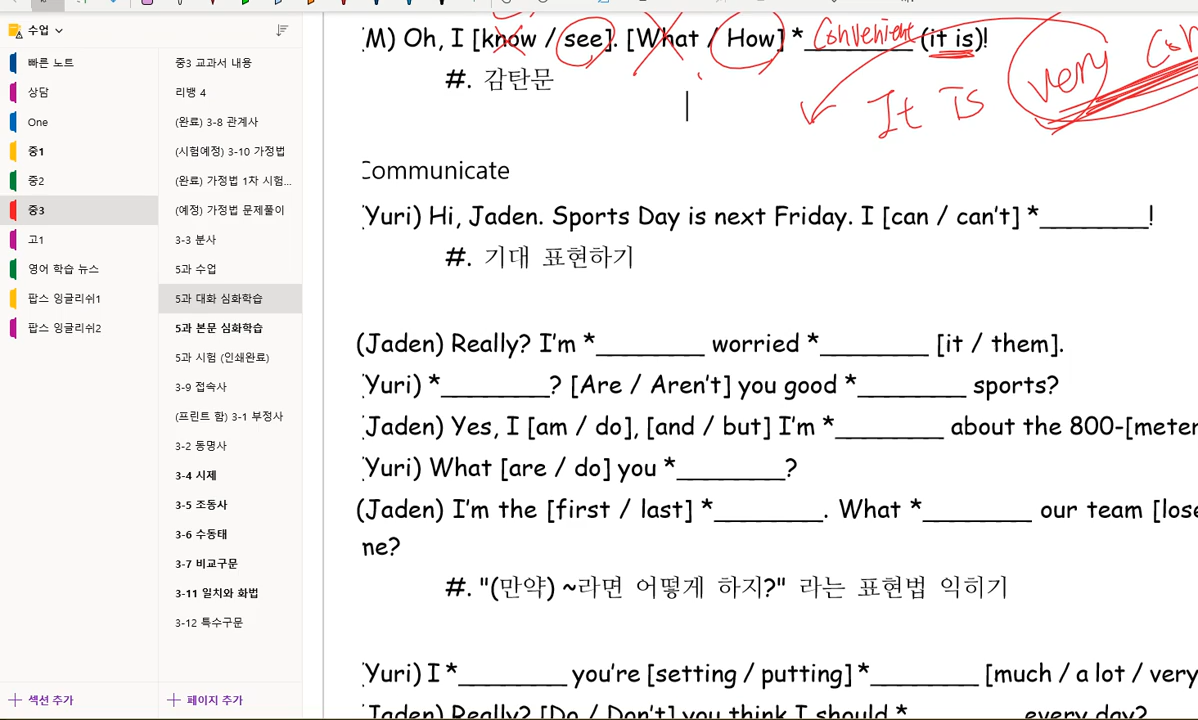 수업
빠른 노트
상담
One
중1
중2
중3
고1
영어 학습 뉴스
팝스 잉글리쉬1
팝스 잉글리쉬2
섹션 추가
중3 교과서 내용
리뱅 4
(완료) 3-8 관계사
(시험예정) 3-10 가정법
(완료) 가정법 1차 시험...
(예정) 가정법 문제풀이
3-3 분사
5과 수업
5과 대화 심화학습
5과 본문 심화학습
5과 시험 (인쇄완료)
3-9 접속사
(프린트 함) 3-1 부정사
3-2 동명사
3-4 시제
3-5 조동사
3-6 수동태
3-7 비교구문
3-11 일치와 화법
3-12 특수구문
페이지 추가
M) Oh, I [know / see]. [What / How] *Convenient (it is)!
#. 감탄문
It is very
Communicate
Yuri) Hi, Jaden. Sports Day is next Friday. I [can / can't] *________!
#. 기대 표현하기
(Jaden) Really? I'm *________ worried *________ [it / them].
Yuri) *________? [Are / Aren't] you good *________ sports?
Jaden) Yes, I [am / do], [and / but] I'm *________ about the 800-[meter
Yuri) What [are / do] you *________?
(Jaden) I'm the [first / last] *________. What *________ our team [lose
ne?
#. "(만약) ~라면 어떻게 하지?" 라는 표현법 익히기
Yuri) I *________ you're [setting / putting] *________ [much / a lot / very
Jaden) Really? [Do / Don't] you think I should *________ every day?